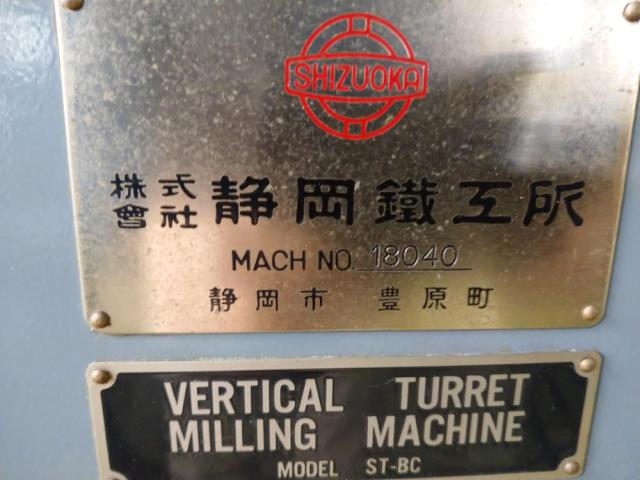 SHIZUOKA
株式會社 静岡鐵工所
MACH NO. 18040
静岡市 豊原町
VERTICAL TURRET
MILLING MACHINE
MODEL ST-BC